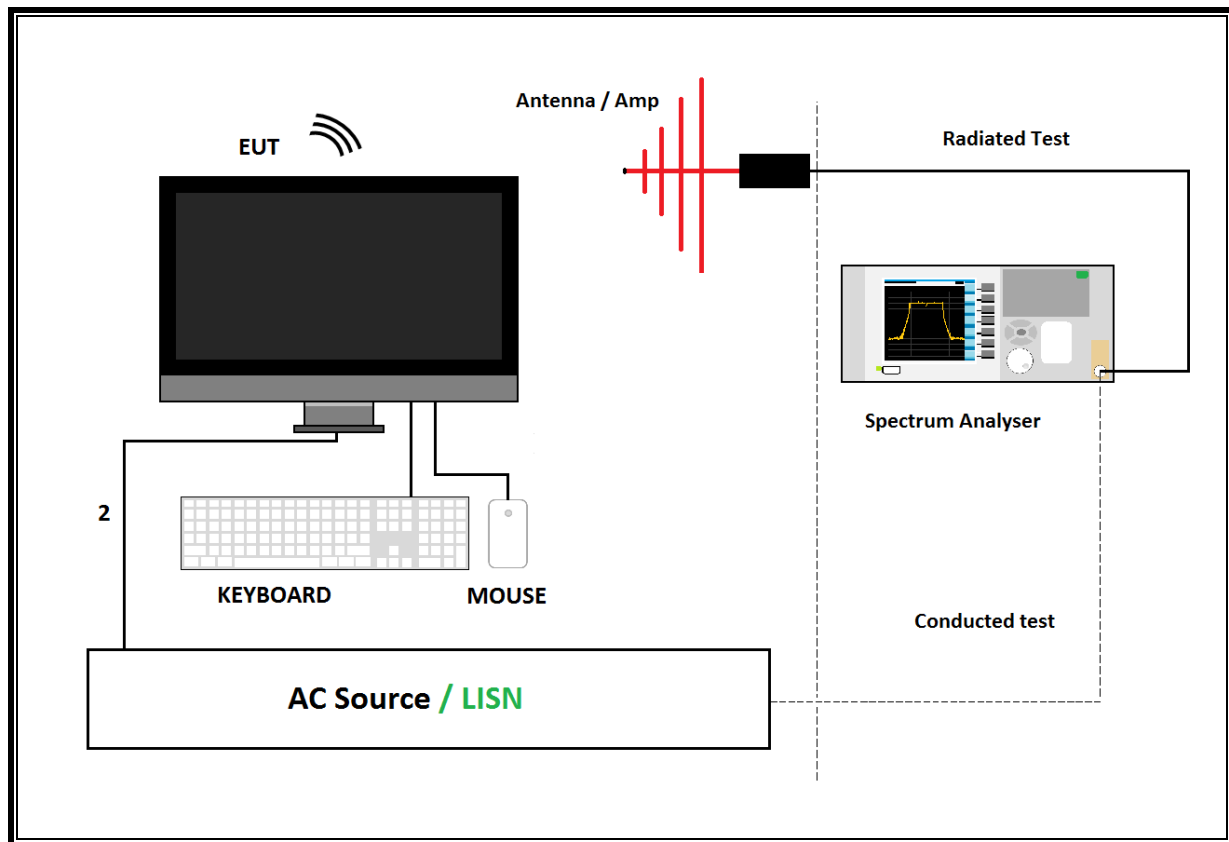 Antenna / Amp
EUT
Radiated Test
Spectrum Analyser
2
KEYBOARD
MOUSE
Conducted test
AC Source / LISN